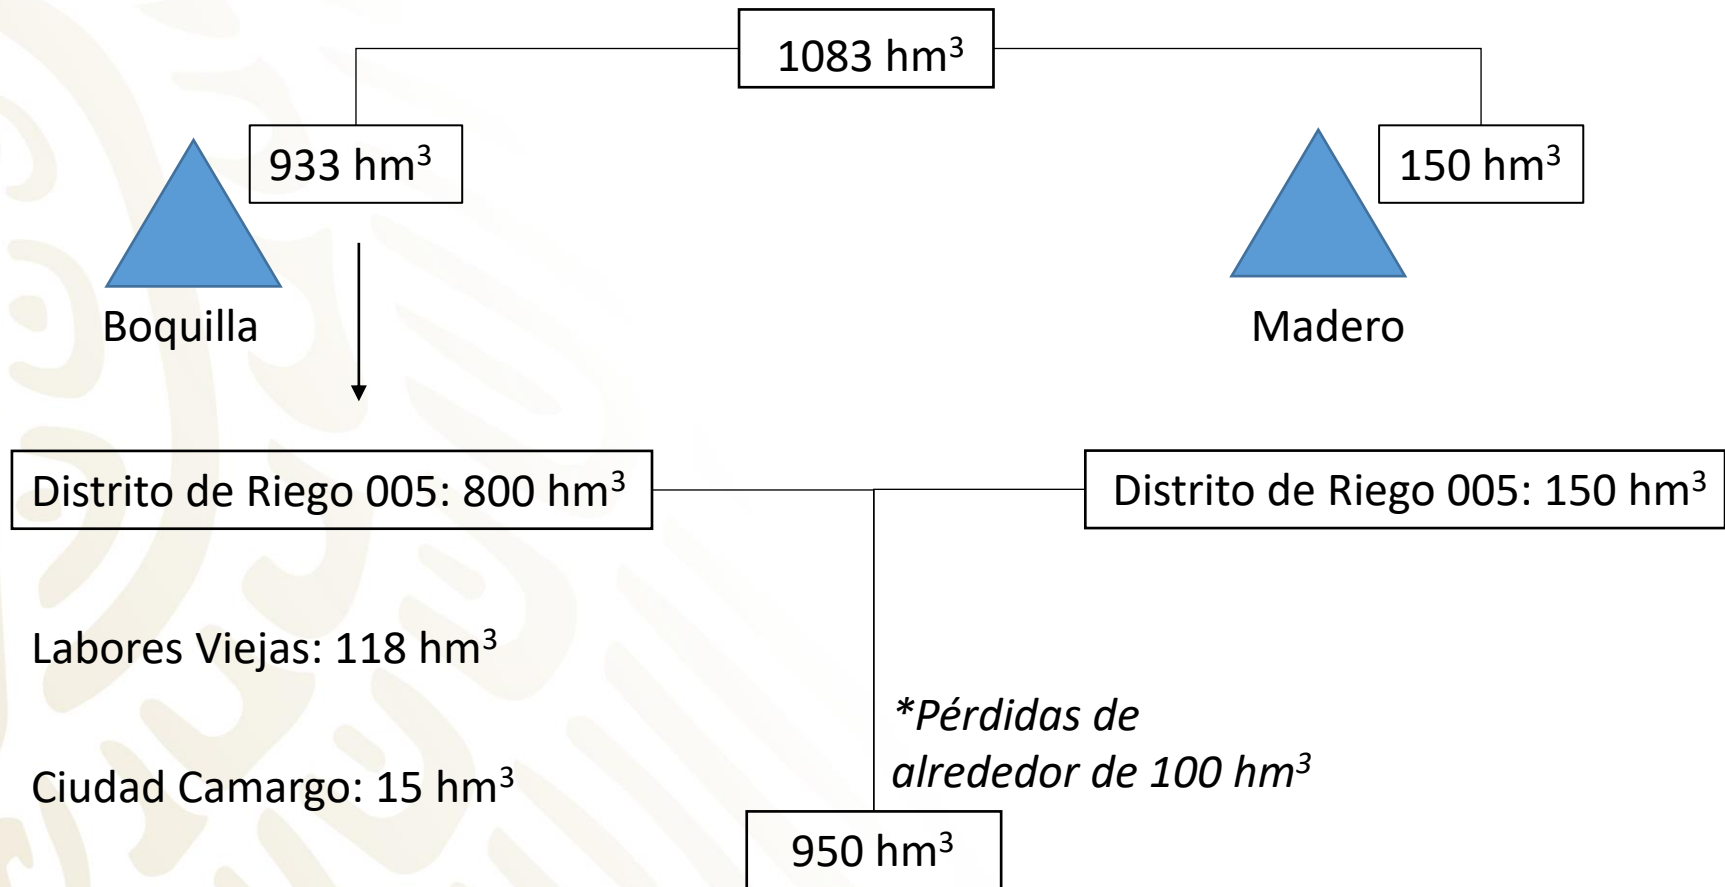 1083 hm³
933 hm³
150 hm³
Boquilla
Madero
Distrito de Riego 005: 800 hm³
Distrito de Riego 005: 150 hm³
Labores Viejas: 118 hm³
*Pérdidas de
alrededor de 100 hm³
Ciudad Camargo: 15 hm³
950 hm³